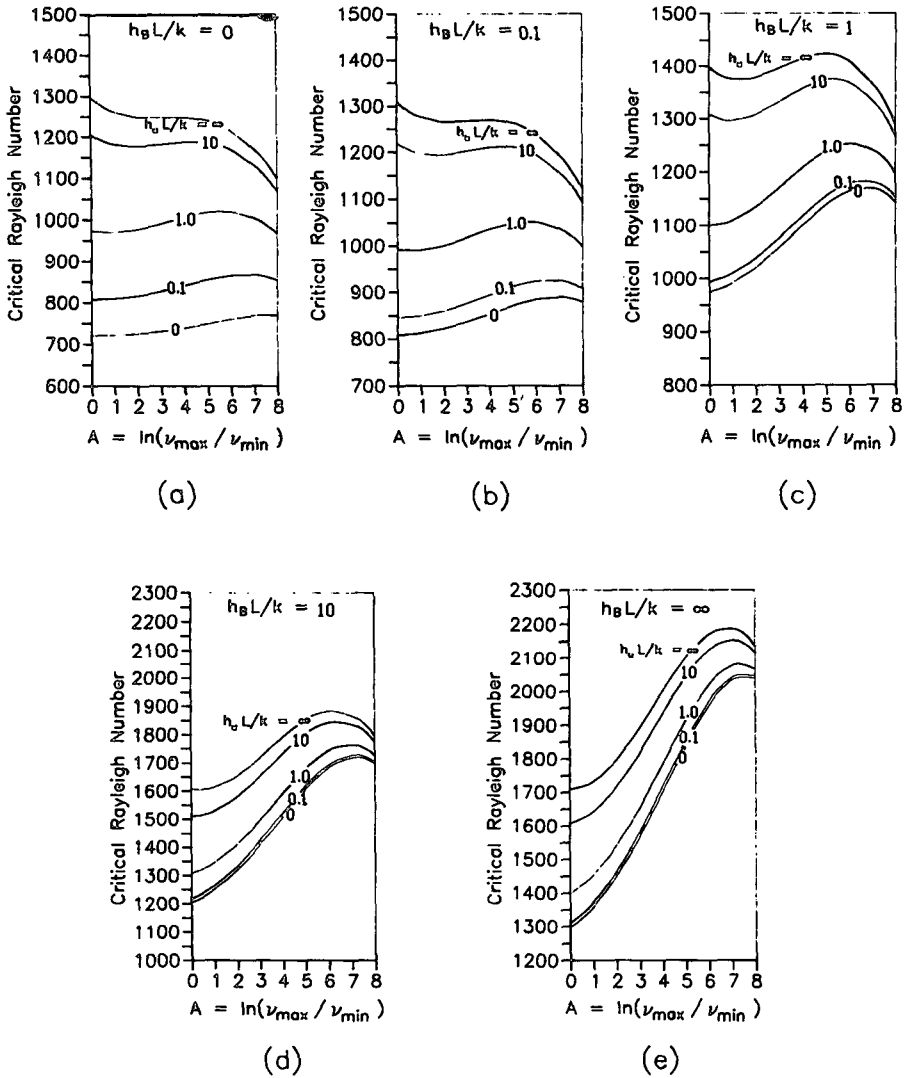 h_B L/k = 0
Critical Rayleigh Number
1500
1400
1300
1200
1100
1000
900
800
700
600
h_a L/k = ∞
10
1.0
0.1
0
0 1 2 3 4 5 6 7 8
A = ln(ν_max / ν_min )
(a)
h_B L/k = 0.1
Critical Rayleigh Number
1500
1400
1300
1200
1100
1000
900
800
700
h_a L/k = ∞
10
1.0
0.1
0
0 1 2 3 4 5 6 7 8
A = ln(ν_max / ν_min )
(b)
h_B L/k = 1
Critical Rayleigh Number
1500
1400
1300
1200
1100
1000
900
800
h_a L/k = ∞
10
1.0
0.1
0
0 1 2 3 4 5 6 7 8
A = ln(ν_max / ν_min )
(c)
h_B L/k = 10
Critical Rayleigh Number
2300
2200
2100
2000
1900
1800
1700
1600
1500
1400
1300
1200
1100
1000
h_a L/k = ∞
10
1.0
0.1
0
0 1 2 3 4 5 6 7 8
A = ln(ν_max / ν_min )
(d)
h_B L/k = ∞
Critical Rayleigh Number
2300
2200
2100
2000
1900
1800
1700
1600
1500
1400
1300
1200
h_u L/k = ∞
10
1.0
0.1
0
0 1 2 3 4 5 6 7 8
A = ln(ν_max / ν_min )
(e)